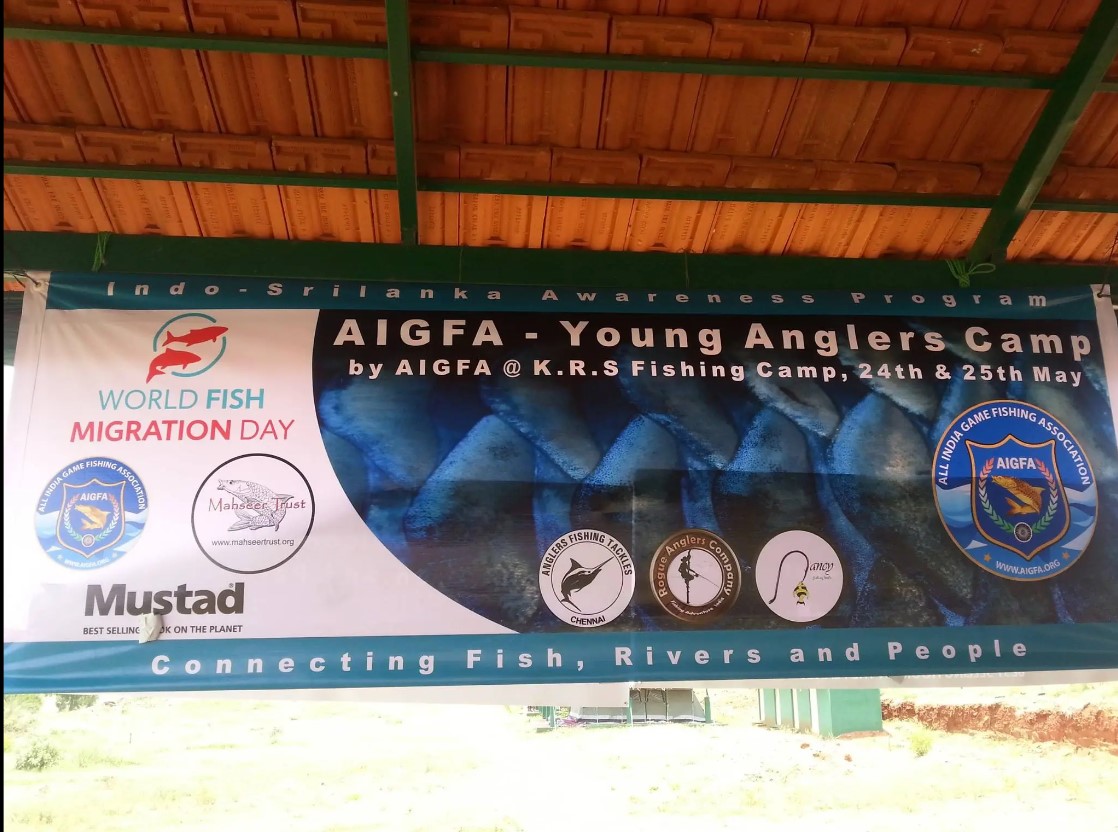 Indo-Srilanka Awareness Program
AIGFA - Young Anglers Camp
by AIGFA @ K.R.S Fishing Camp, 24th & 25th May
WORLD FISH
MIGRATION DAY
ALL INDIA GAME FISHING ASSOCIATION
AIGFA
WWW.AIGFA.ORG
Mahseer Trust
www.mahseertrust.org
Mustad
BEST SELLING OK ON THE PLANET
ANGLERS FISHING TACKLES
CHENNAI
Rogue Anglers Company
ALL INDIA GAME FISHING ASSOCIATION
AIGFA
WWW.AIGFA.ORG
Connecting Fish, Rivers and People